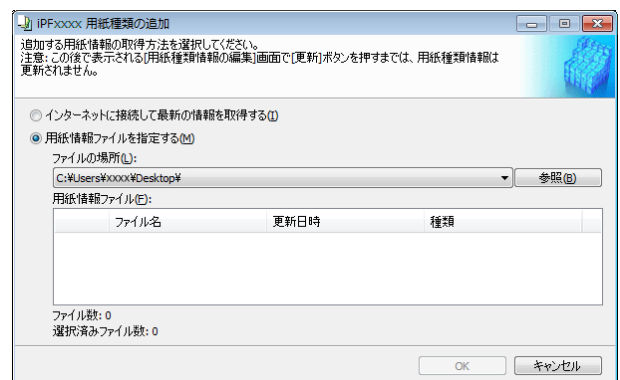 iPFxxxx 用紙種類の追加
追加する用紙情報の取得方法を選択してください。
注意: この後で表示される[用紙種類情報の編集]画面で[更新]ボタンを押すまでは、用紙種類情報は
更新されません。
インターネットに接続して最新の情報を取得する(I)
用紙情報ファイルを指定する(M)
ファイルの場所(L):
C:¥Users¥xxxx¥Desktop¥
参照(B)
用紙情報ファイル(F):
ファイル名 更新日時 種類
ファイル数: 0
選択済みファイル数: 0
OK キャンセル